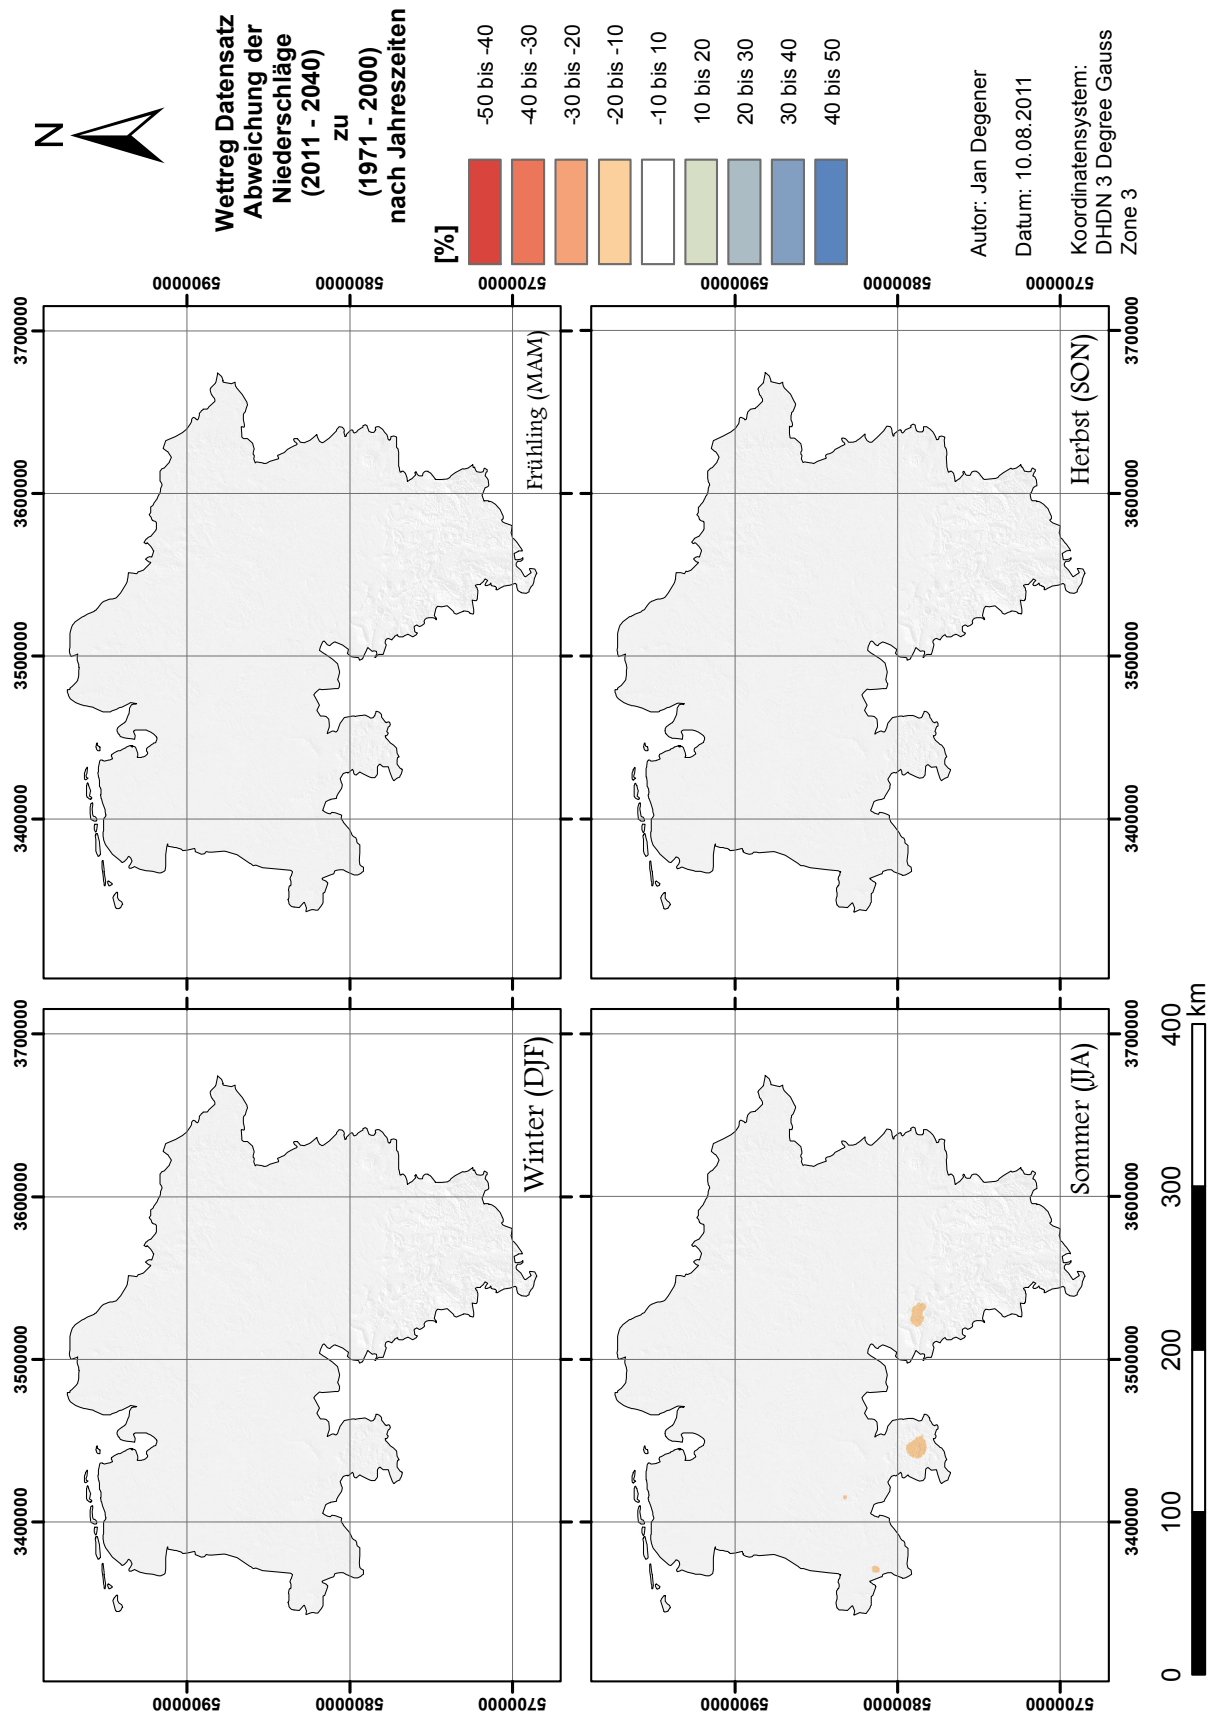 3400000 3500000 3600000 3700000
3400000 3500000 3600000 3700000
5900000 5900000
5800000 5800000
5700000 5700000
Winter (DJF)
Frühling (MAM)
5900000 5900000
5800000 5800000
5700000 5700000
Sommer (JJA)
Herbst (SON)
3400000 3500000 3600000 3700000
3400000 3500000 3600000 3700000
0 100 200 300 400
km
N
Wettreg Datensatz
Abweichung der
Niederschläge
(2011 - 2040)
zu
(1971 - 2000)
nach Jahreszeiten
[%]
-50 bis -40
-40 bis -30
-30 bis -20
-20 bis -10
-10 bis 10
10 bis 20
20 bis 30
30 bis 40
40 bis 50
Autor: Jan Degener
Datum: 10.08.2011
Koordinatensystem:
DHDN 3 Degree Gauss
Zone 3